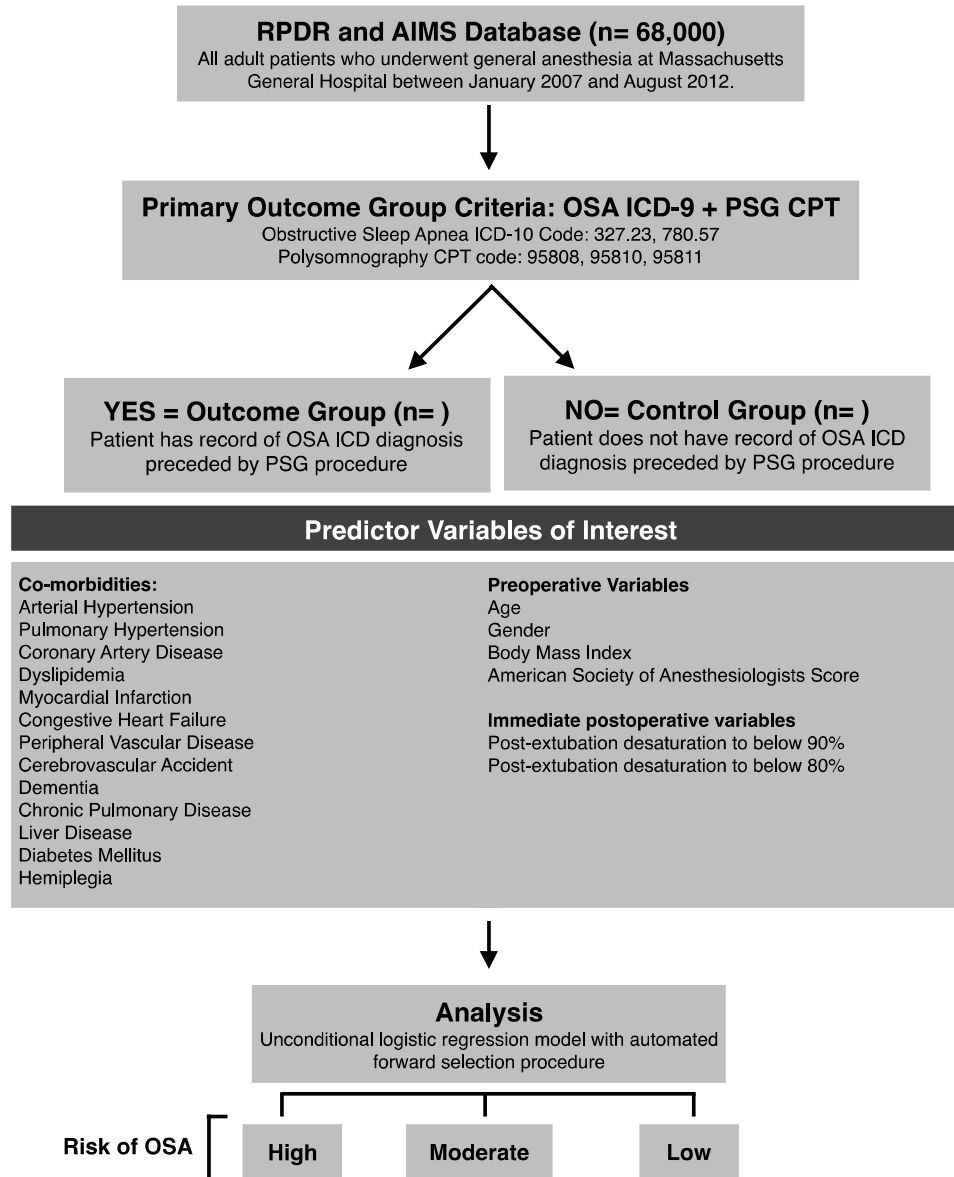 RPDR and AIMS Database (n= 68,000)
All adult patients who underwent general anesthesia at Massachusetts
General Hospital between January 2007 and August 2012.
Primary Outcome Group Criteria: OSA ICD-9 + PSG CPT
Obstructive Sleep Apnea ICD-10 Code: 327.23, 780.57
Polysomnography CPT code: 95808, 95810, 95811
YES = Outcome Group (n= )
Patient has record of OSA ICD diagnosis
preceded by PSG procedure
NO= Control Group (n= )
Patient does not have record of OSA ICD
diagnosis preceded by PSG procedure
Predictor Variables of Interest
Co-morbidities:
Arterial Hypertension
Pulmonary Hypertension
Coronary Artery Disease
Dyslipidemia
Myocardial Infarction
Congestive Heart Failure
Peripheral Vascular Disease
Cerebrovascular Accident
Dementia
Chronic Pulmonary Disease
Liver Disease
Diabetes Mellitus
Hemiplegia
Preoperative Variables
Age
Gender
Body Mass Index
American Society of Anesthesiologists Score
Immediate postoperative variables
Post-extubation desaturation to below 90%
Post-extubation desaturation to below 80%
Analysis
Unconditional logistic regression model with automated
forward selection procedure
Risk of OSA
High
Moderate
Low